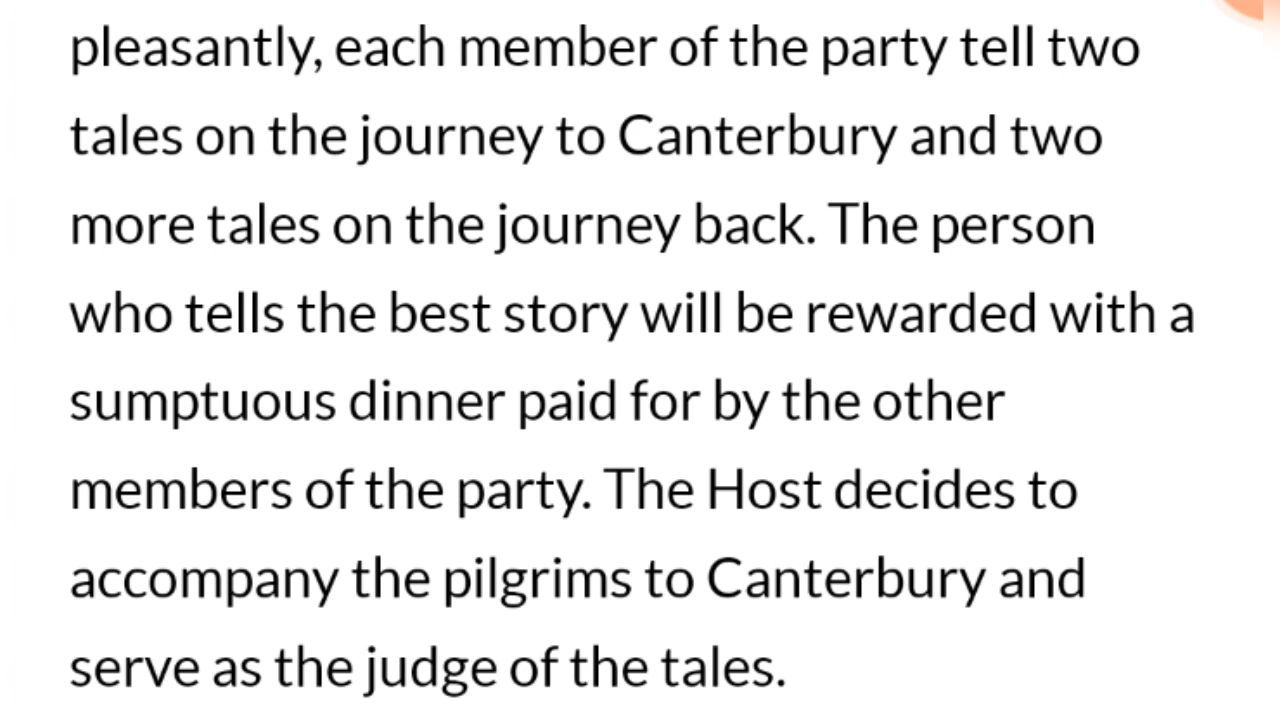 pleasantly, each member of the party tell two
tales on the journey to Canterbury and two
more tales on the journey back. The person
who tells the best story will be rewarded with a
sumptuous dinner paid for by the other
members of the party. The Host decides to
accompany the pilgrims to Canterbury and
serve as the judge of the tales.